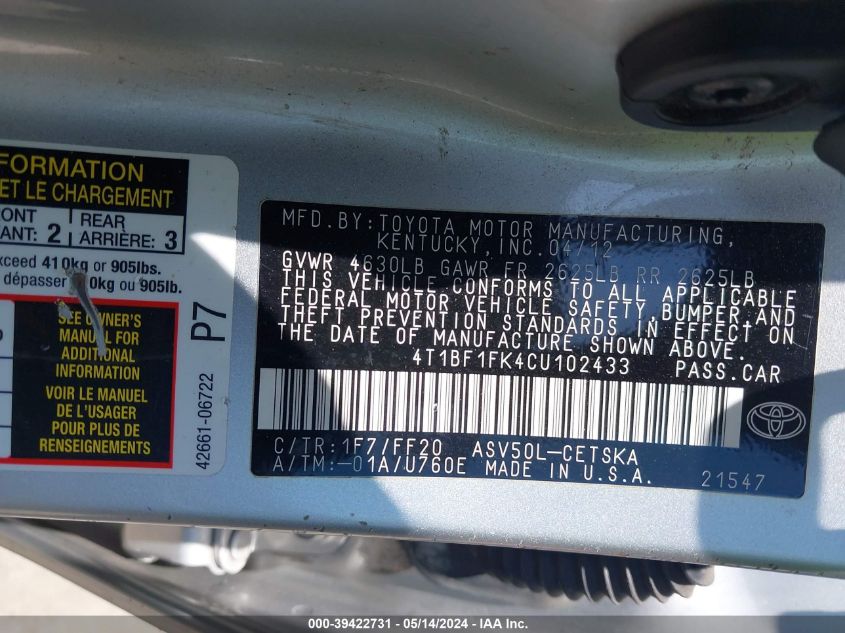 FORMATION
ET LE CHARGEMENT
RONT
ANT: 2
REAR
ARRIÈRE: 3
xceed 410kg or 905lbs.
dépasser 0kg ou 905lb.
SEE OWNER'S
MANUAL FOR
ADDITIONAL
INFORMATION
VOIR LE MANUEL
DE L'USAGER
POUR PLUS DE
RENSEIGNEMENTS
P7
42661-06722
MFD.BY:TOYOTA MOTOR MANUFACTURING,
KENTUCKY, INC.04/12
GVWR 4630LB GAWR FR 2625LB RR 2625LB
THIS VEHICLE CONFORMS TO ALL APPLICABLE
FEDERAL MOTOR VEHICLE SAFETY BUMPER AND
THEFT PREVENTION STANDARDS IN EFFECT ON
THE DATE OF MANUFACTURE SHOWN ABOVE.
4T1BF1FK4CU102433 PASS.CAR
C/TR:1F7/FF20 ASV50L-CETSKA
A/TM:-01A/U760E MADE IN U.S.A.
21547
000-39422731 - 05/14/2024 - IAA Inc.